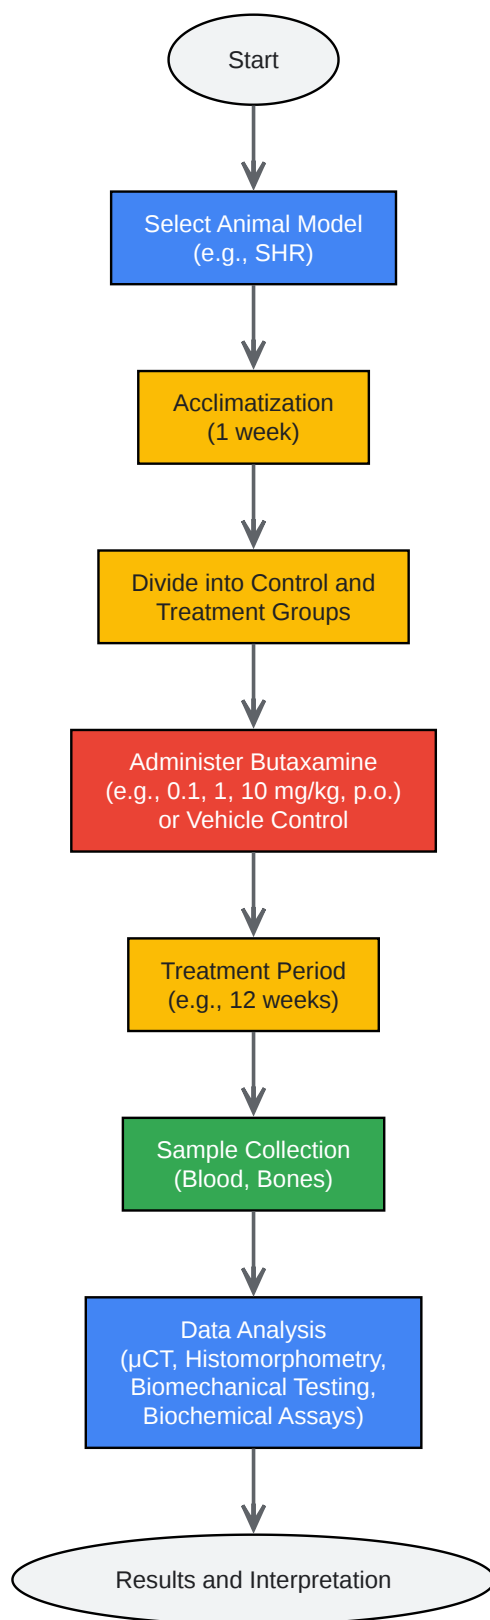 Start
Select Animal Model
(e.g., SHR)
Acclimatization
(1 week)
Divide into Control and
Treatment Groups
Administer Butaxamine
(e.g., 0.1, 1, 10 mg/kg, p.o.)
or Vehicle Control
Treatment Period
(e.g., 12 weeks)
Sample Collection
(Blood, Bones)
Data Analysis
(μCT, Histomorphometry,
Biomechanical Testing,
Biochemical Assays)
Results and Interpretation